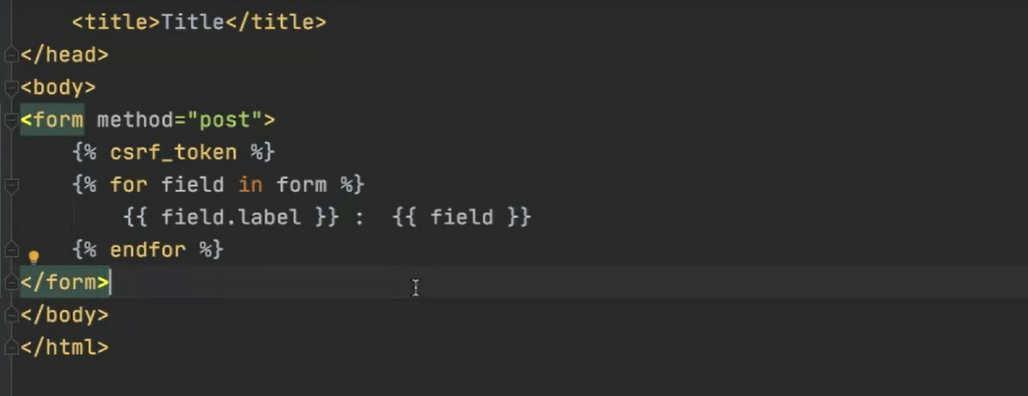 <title>Title</title>
</head>
<body>
<form method="post">
{% csrf_token %}
{% for field in form %}
{{ field.label }} :  {{ field }}
{% endfor %}
</form>
</body>
</html>